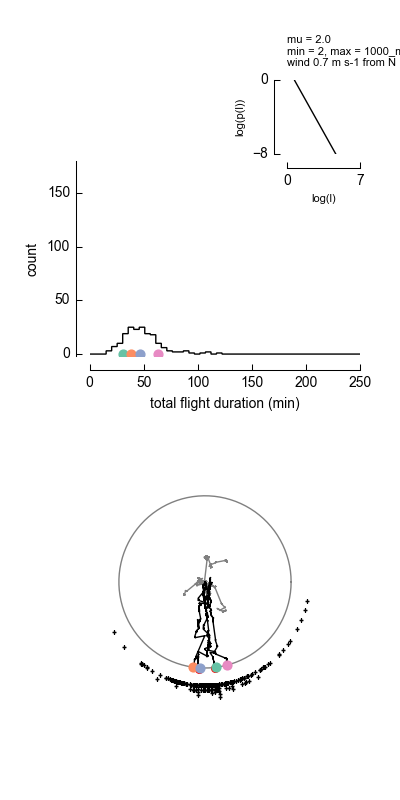 mu = 2.0
min = 2, max = 1000_m
wind 0.7 m s-1 from N
0
log(p(l))
−8
0 7
log(l)
150
100
count
50
0
0 50 100 150 200 250
total flight duration (min)